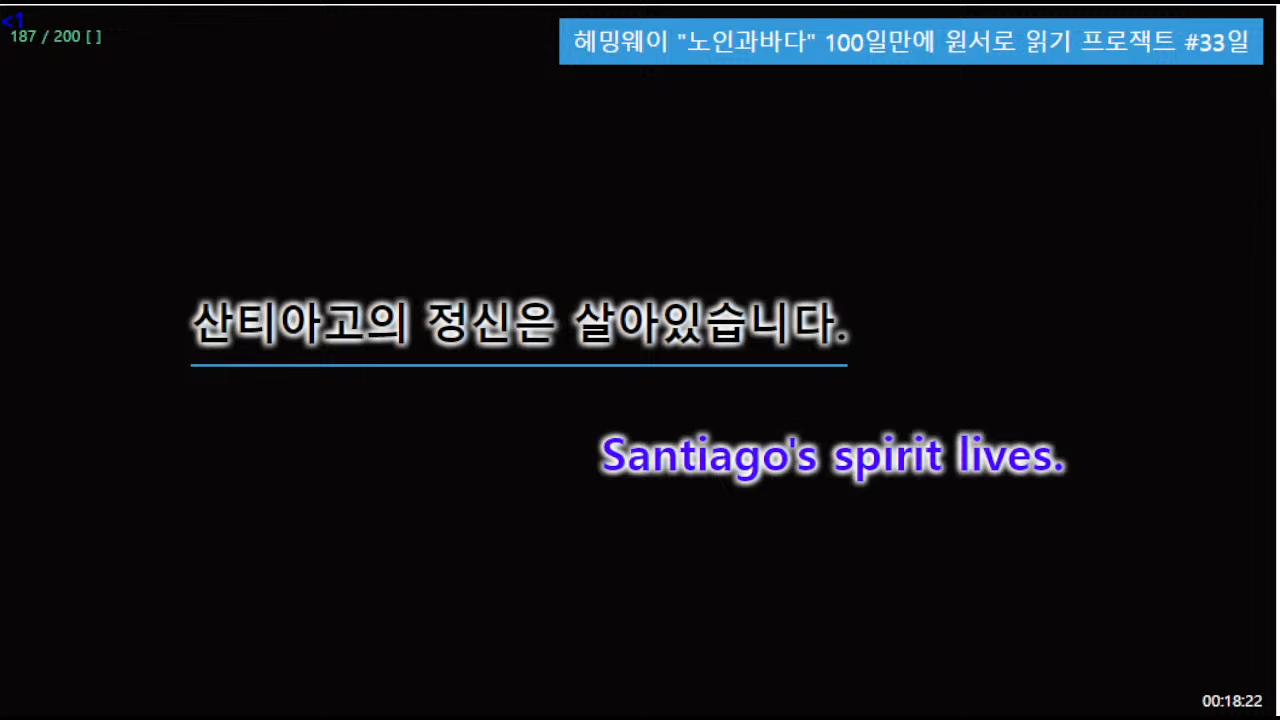 <1
187 / 200 [ ]
헤밍웨이 "노인과바다" 100일만에 원서로 읽기 프로잭트 #33일
산티아고의 정신은 살아있습니다.
Santiago's spirit lives.
00:18:22